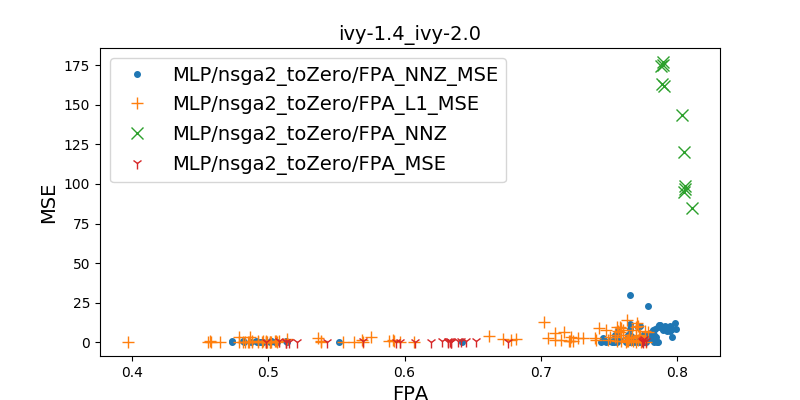 ivy-1.4_ivy-2.0
MLP/nsga2_toZero/FPA_NNZ_MSE
MLP/nsga2_toZero/FPA_L1_MSE
MLP/nsga2_toZero/FPA_NNZ
MLP/nsga2_toZero/FPA_MSE
MSE
175
150
125
100
75
50
25
0
0.4 0.5 0.6 0.7 0.8
FPA